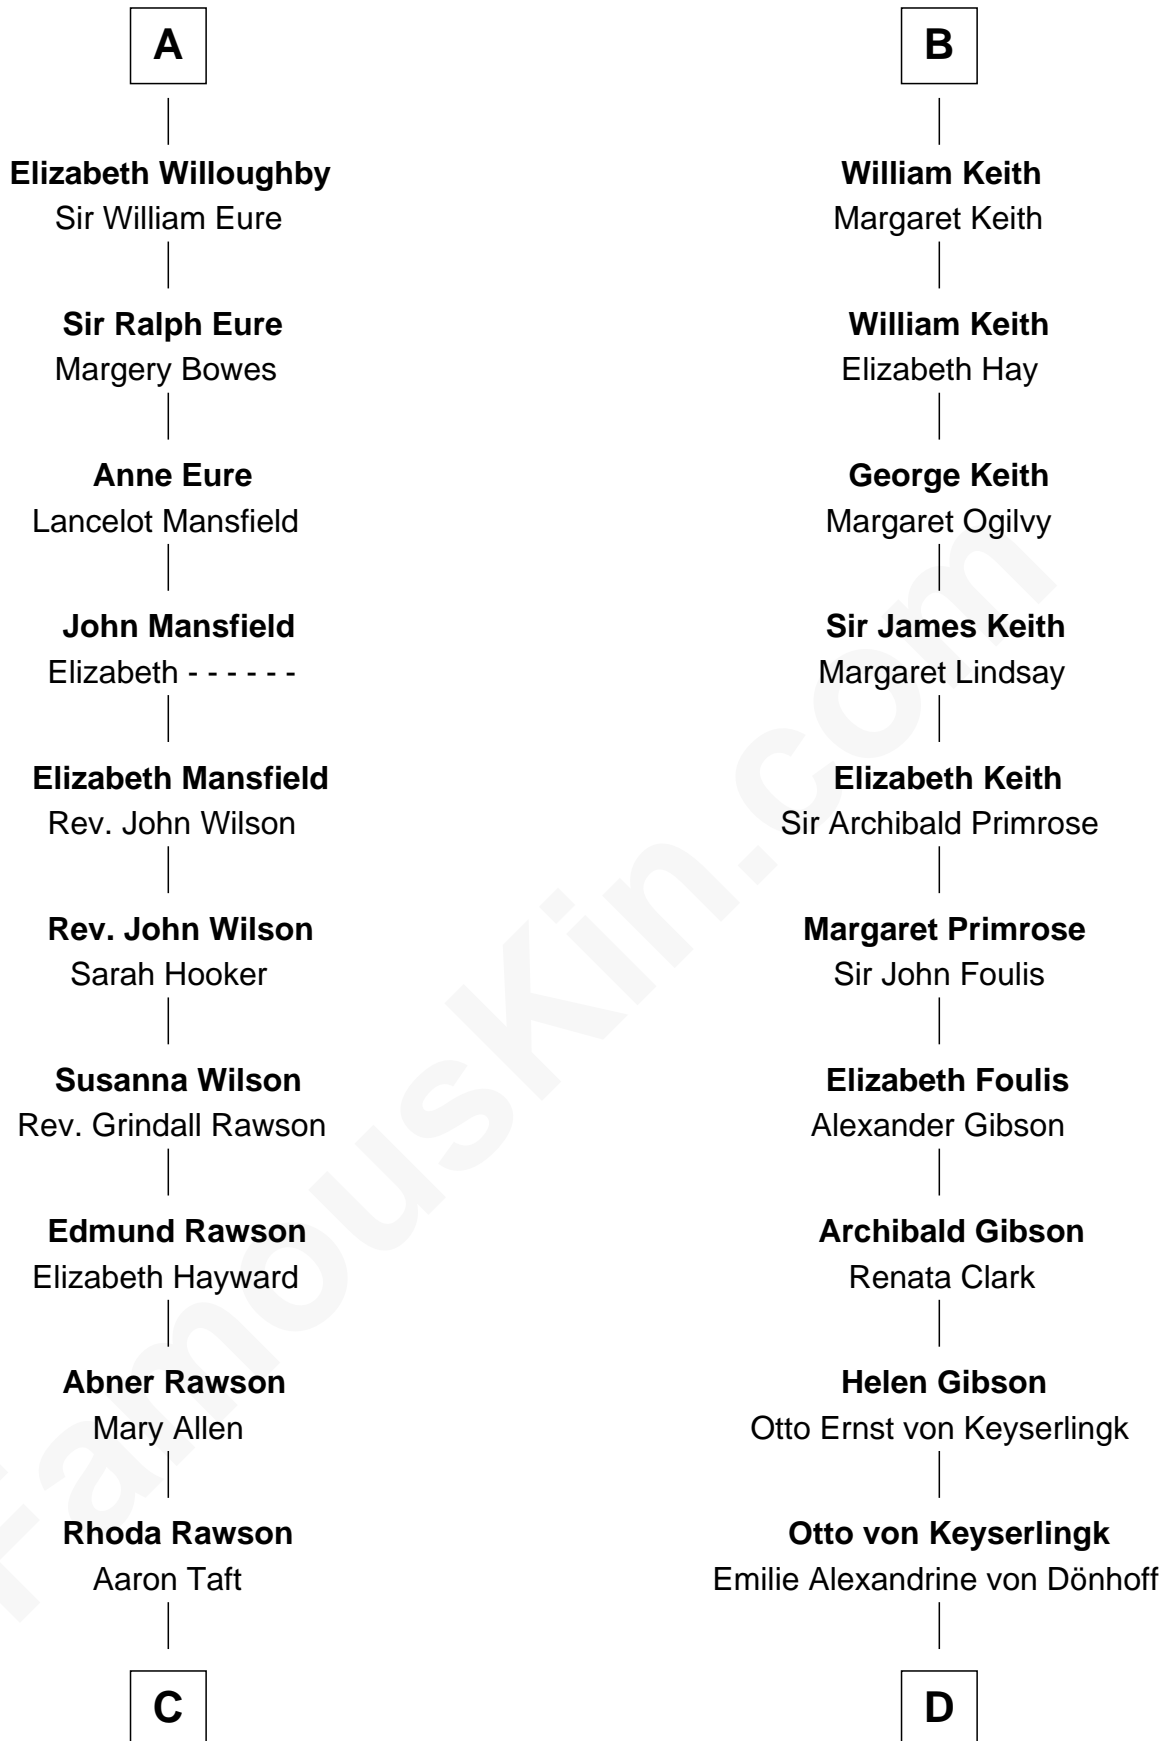 A
Elizabeth Willoughby
Sir William Eure
Sir Ralph Eure
Margery Bowes
Anne Eure
Lancelot Mansfield
John Mansfield
Elizabeth - - - - - -
Elizabeth Mansfield
Rev. John Wilson
Rev. John Wilson
Sarah Hooker
Susanna Wilson
Rev. Grindall Rawson
Edmund Rawson
Elizabeth Hayward
Abner Rawson
Mary Allen
Rhoda Rawson
Aaron Taft
C
B
William Keith
Margaret Keith
William Keith
Elizabeth Hay
George Keith
Margaret Ogilvy
Sir James Keith
Margaret Lindsay
Elizabeth Keith
Sir Archibald Primrose
Margaret Primrose
Sir John Foulis
Elizabeth Foulis
Alexander Gibson
Archibald Gibson
Renata Clark
Helen Gibson
Otto Ernst von Keyserlingk
Otto von Keyserlingk
Emilie Alexandrine von Dönhoff
D
FamousKin.com